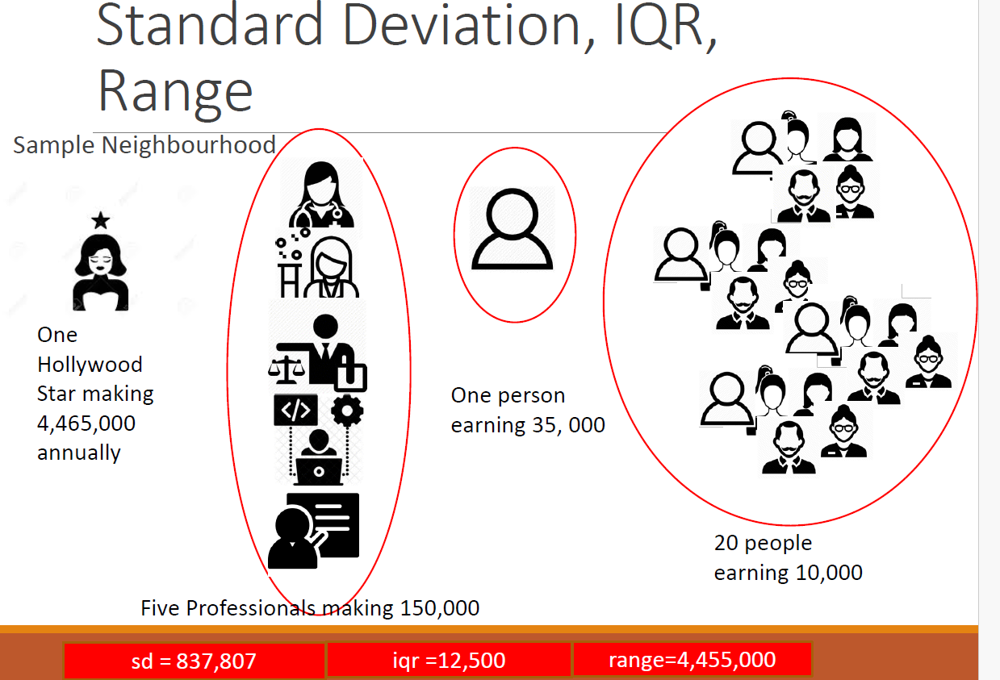 Standard Deviation, IQR,
Range
Sample Neighbourhood
One
Hollywood
Star making
4,465,000
annually
</>
Five Professionals making 150,000
One person
earning 35, 000
20 people
earning 10,000
sd = 837,807
iqr =12,500
range=4,455,000